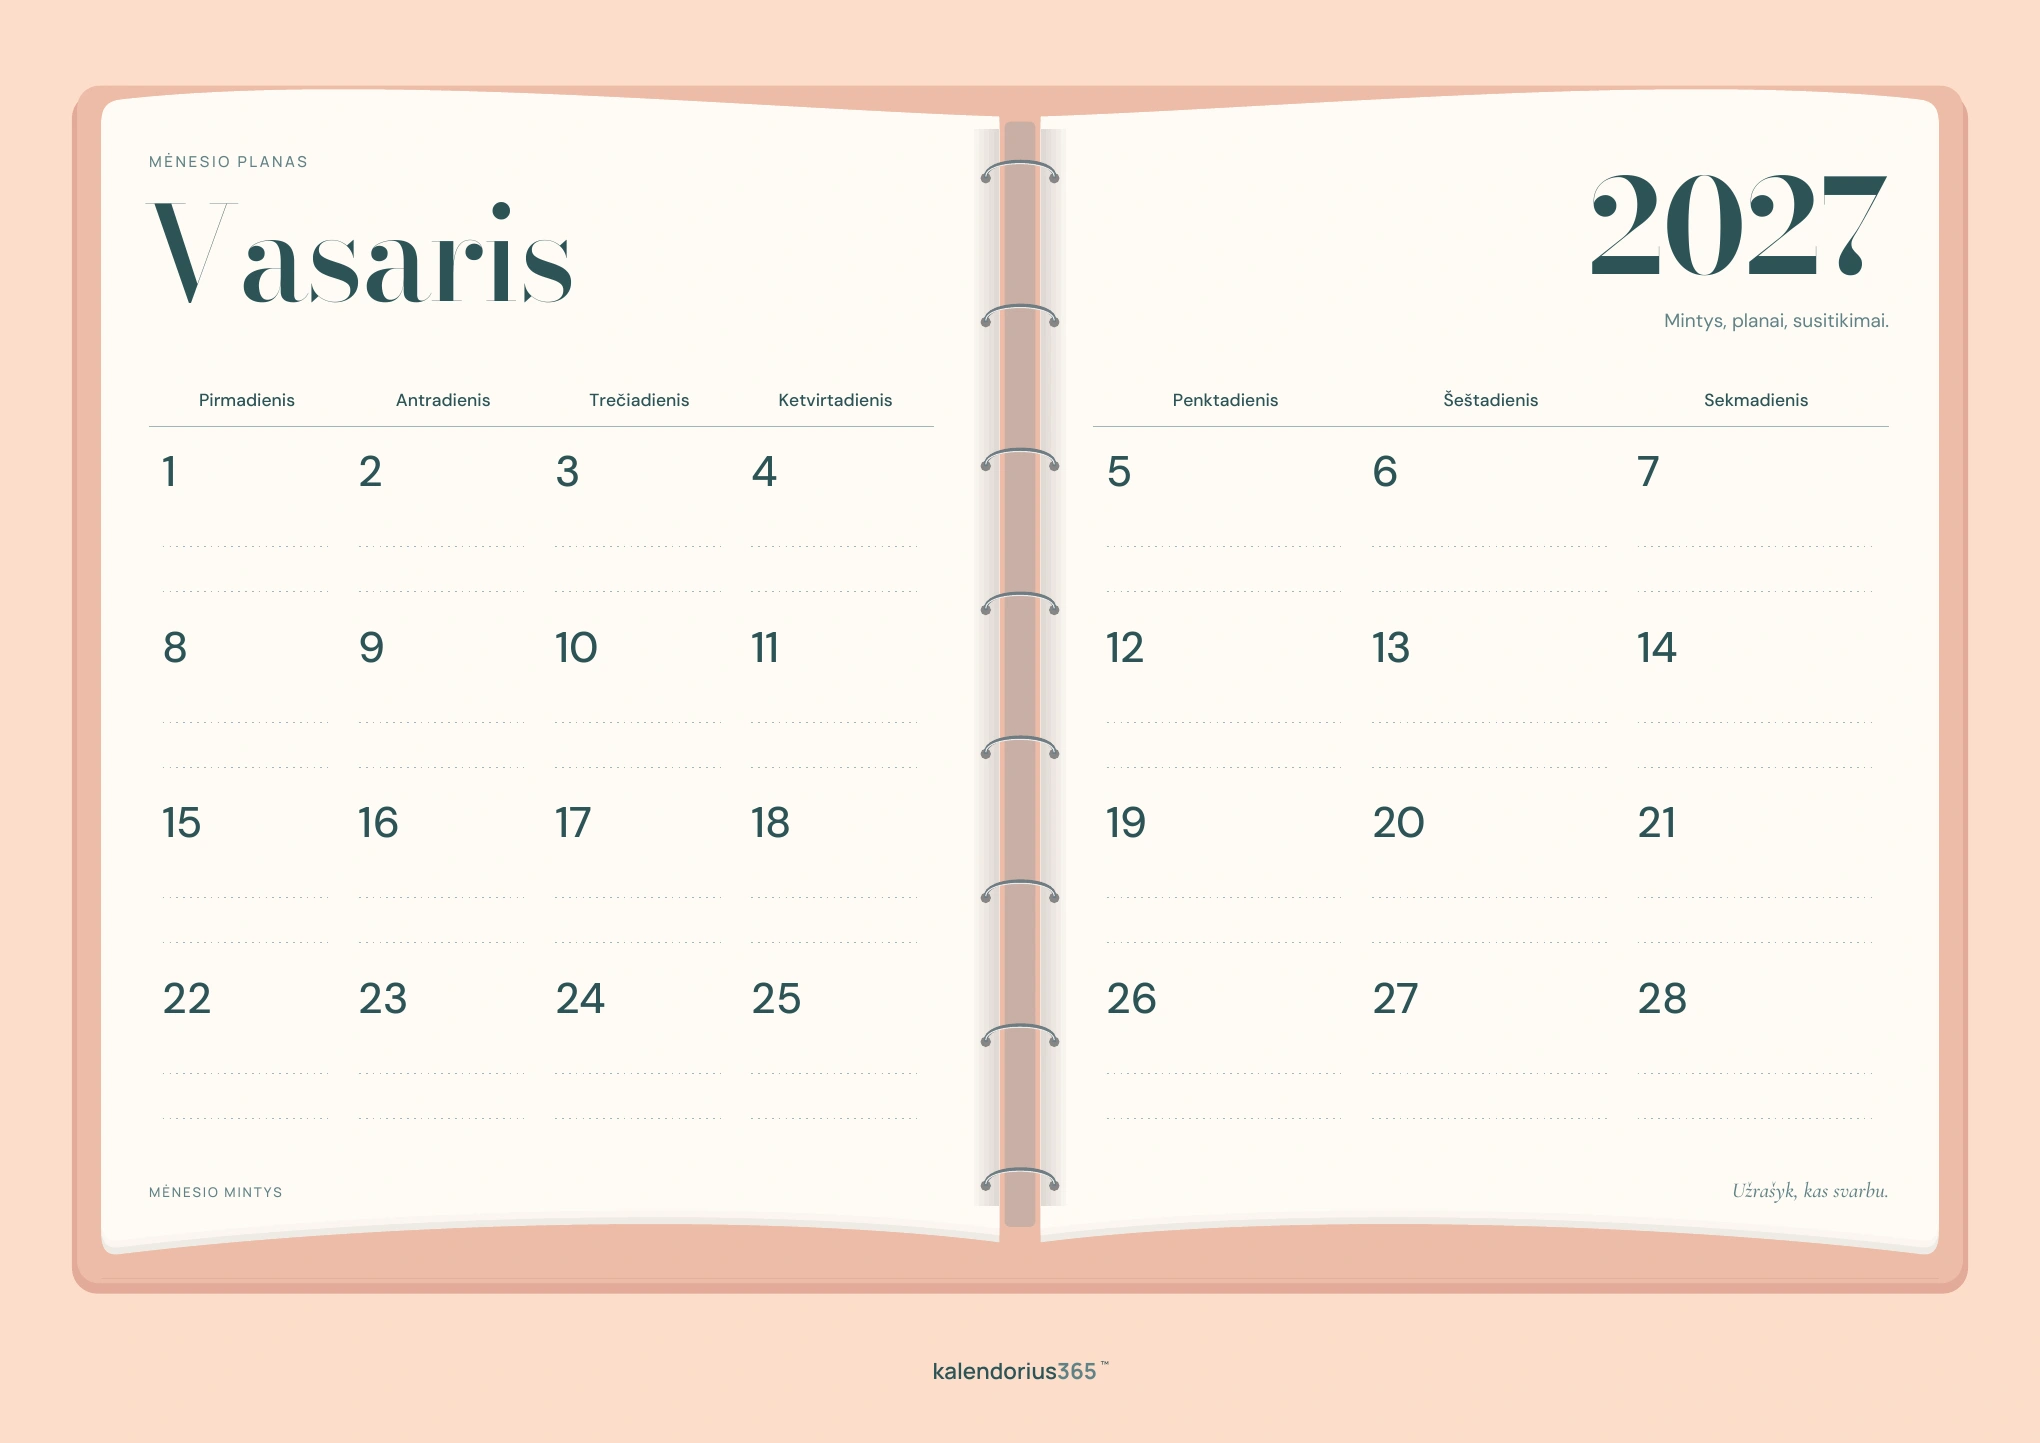 MĖNESIO PLANAS
Vasaris
2027
Mintys, planai, susitikimai.
Pirmadienis Antradienis Trečiadienis Ketvirtadienis Penktadienis Šeštadienis Sekmadienis
1 2 3 4 5 6 7
8 9 10 11 12 13 14
15 16 17 18 19 20 21
22 23 24 25 26 27 28
MĖNESIO MINTYS
Užrašyk, kas svarbu.
kalendorius365™